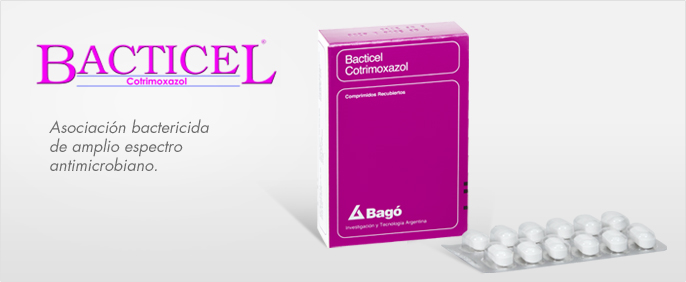 BACTICEL®
Cotrimoxazol
Asociación bactericida
de amplio espectro
antimicrobiano.
Bacticel
Cotrimoxazol
Comprimidos Recubiertos
Bagó
Investigación y Tecnología Argentina